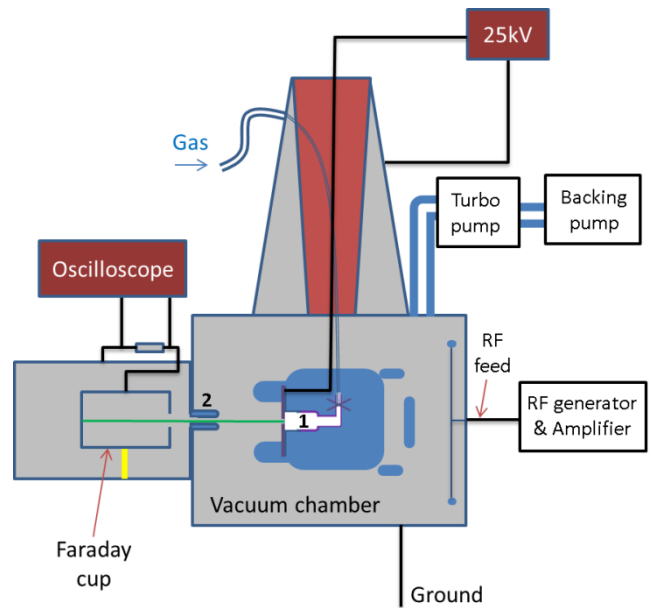 25kV
Gas
Turbo
pump
Backing
pump
Oscilloscope
RF
feed
2
1
RF generator
& Amplifier
Vacuum chamber
Faraday
cup
Ground